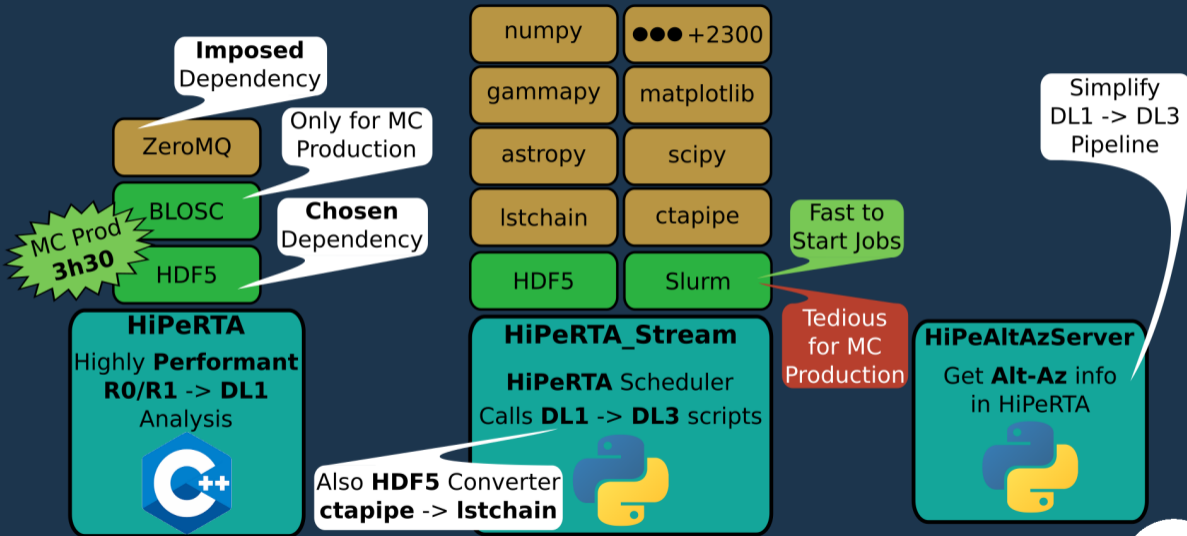 Imposed
Dependency
ZeroMQ
Only for MC
Production
BLOSC
Chosen
Dependency
MC Prod
3h30
HDF5
HiPeRTA
Highly Performant
R0/R1 -> DL1
Analysis
C++
numpy
●●● +2300
gammapy
matplotlib
astropy
scipy
lstchain
ctapipe
HDF5
Slurm
Fast to
Start Jobs
Tedious
for MC
Production
HiPeRTA_Stream
HiPeRTA Scheduler
Calls DL1 -> DL3 scripts
Also HDF5 Converter
ctapipe -> lstchain
Simplify
DL1 -> DL3
Pipeline
HiPeAltAzServer
Get Alt-Az info
in HiPeRTA